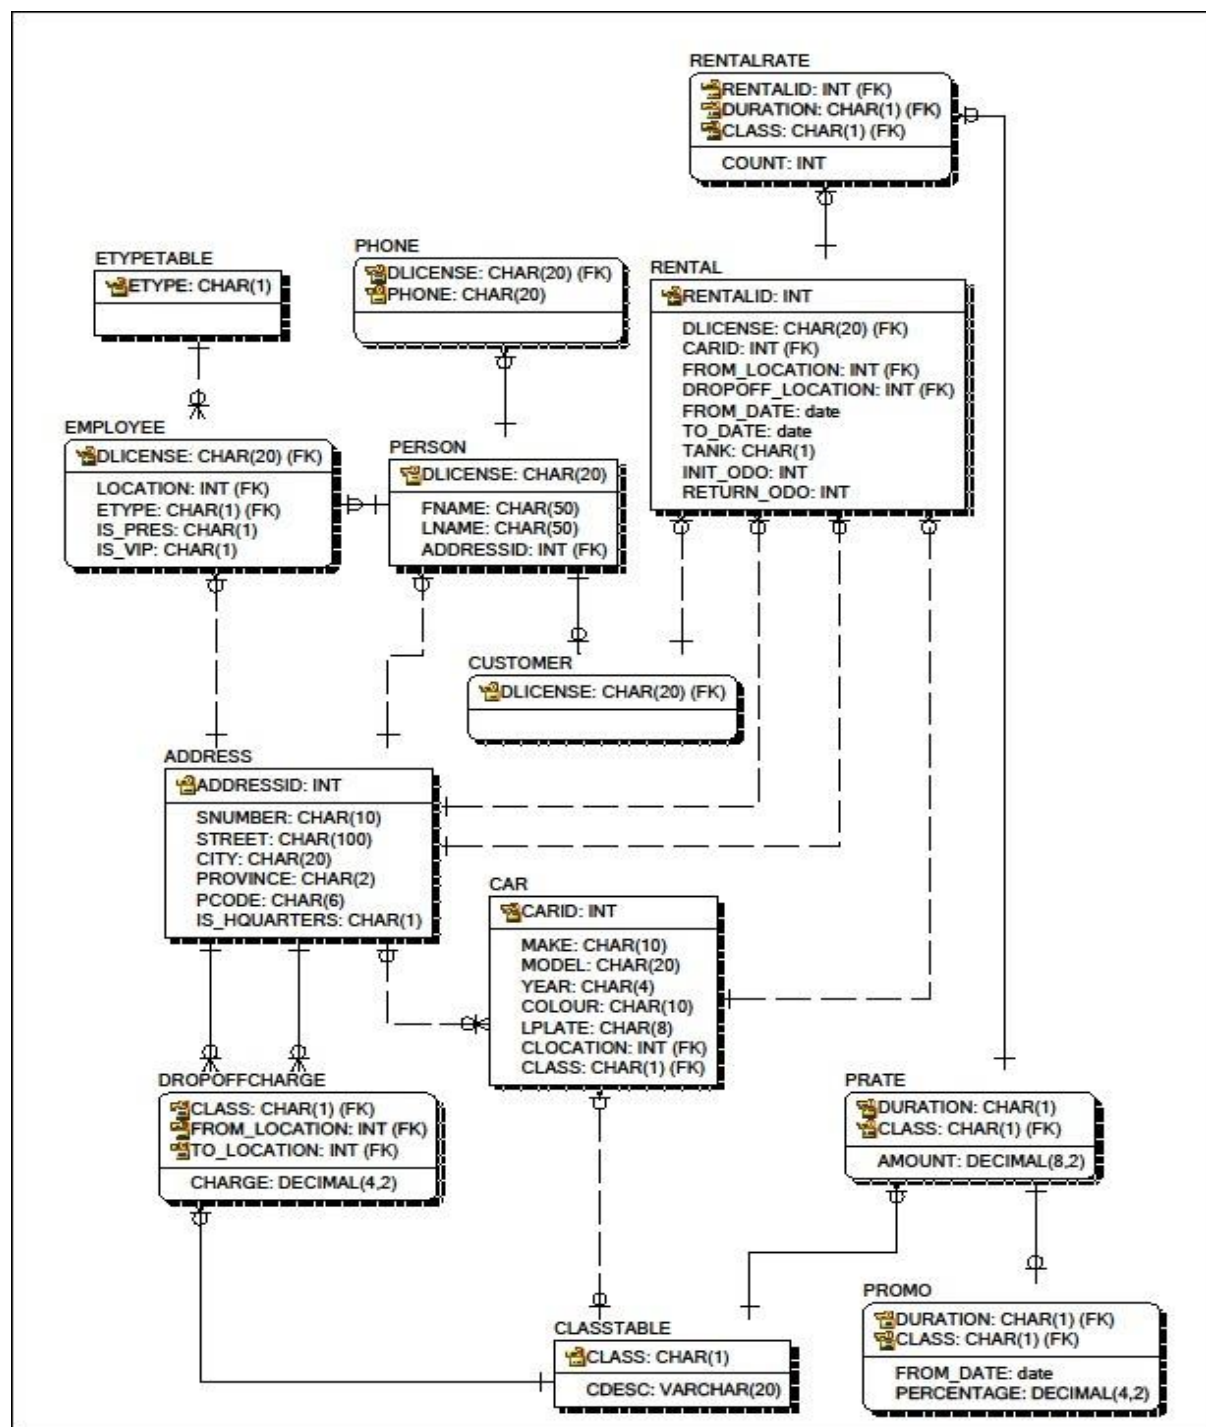 RENTALRATE
RENTALID: INT (FK)
DURATION: CHAR(1) (FK)
CLASS: CHAR(1) (FK)
COUNT: INT
ETYPETABLE
ETYPE: CHAR(1)
PHONE
DLICENSE: CHAR(20) (FK)
PHONE: CHAR(20)
RENTAL
RENTALID: INT
DLICENSE: CHAR(20) (FK)
CARID: INT (FK)
FROM_LOCATION: INT (FK)
DROPOFF_LOCATION: INT (FK)
FROM_DATE: date
TO_DATE: date
TANK: CHAR(1)
INIT_ODO: INT
RETURN_ODO: INT
EMPLOYEE
DLICENSE: CHAR(20) (FK)
LOCATION: INT (FK)
ETYPE: CHAR(1) (FK)
IS_PRES: CHAR(1)
IS_VIP: CHAR(1)
PERSON
DLICENSE: CHAR(20)
FNAME: CHAR(50)
LNAME: CHAR(50)
ADDRESSID: INT (FK)
CUSTOMER
DLICENSE: CHAR(20) (FK)
ADDRESS
ADDRESSID: INT
SNUMBER: CHAR(10)
STREET: CHAR(100)
CITY: CHAR(20)
PROVINCE: CHAR(2)
PCODE: CHAR(6)
IS_HQUARTERS: CHAR(1)
CAR
CARID: INT
MAKE: CHAR(10)
MODEL: CHAR(20)
YEAR: CHAR(4)
COLOUR: CHAR(10)
LPLATE: CHAR(8)
CLOCATION: INT (FK)
CLASS: CHAR(1) (FK)
DROPOFFCHARGE
CLASS: CHAR(1) (FK)
FROM_LOCATION: INT (FK)
TO_LOCATION: INT (FK)
CHARGE: DECIMAL(4,2)
PRATE
DURATION: CHAR(1)
CLASS: CHAR(1) (FK)
AMOUNT: DECIMAL(8,2)
CLASSTABLE
CLASS: CHAR(1)
CDESC: VARCHAR(20)
PROMO
DURATION: CHAR(1) (FK)
CLASS: CHAR(1) (FK)
FROM_DATE: date
PERCENTAGE: DECIMAL(4,2)